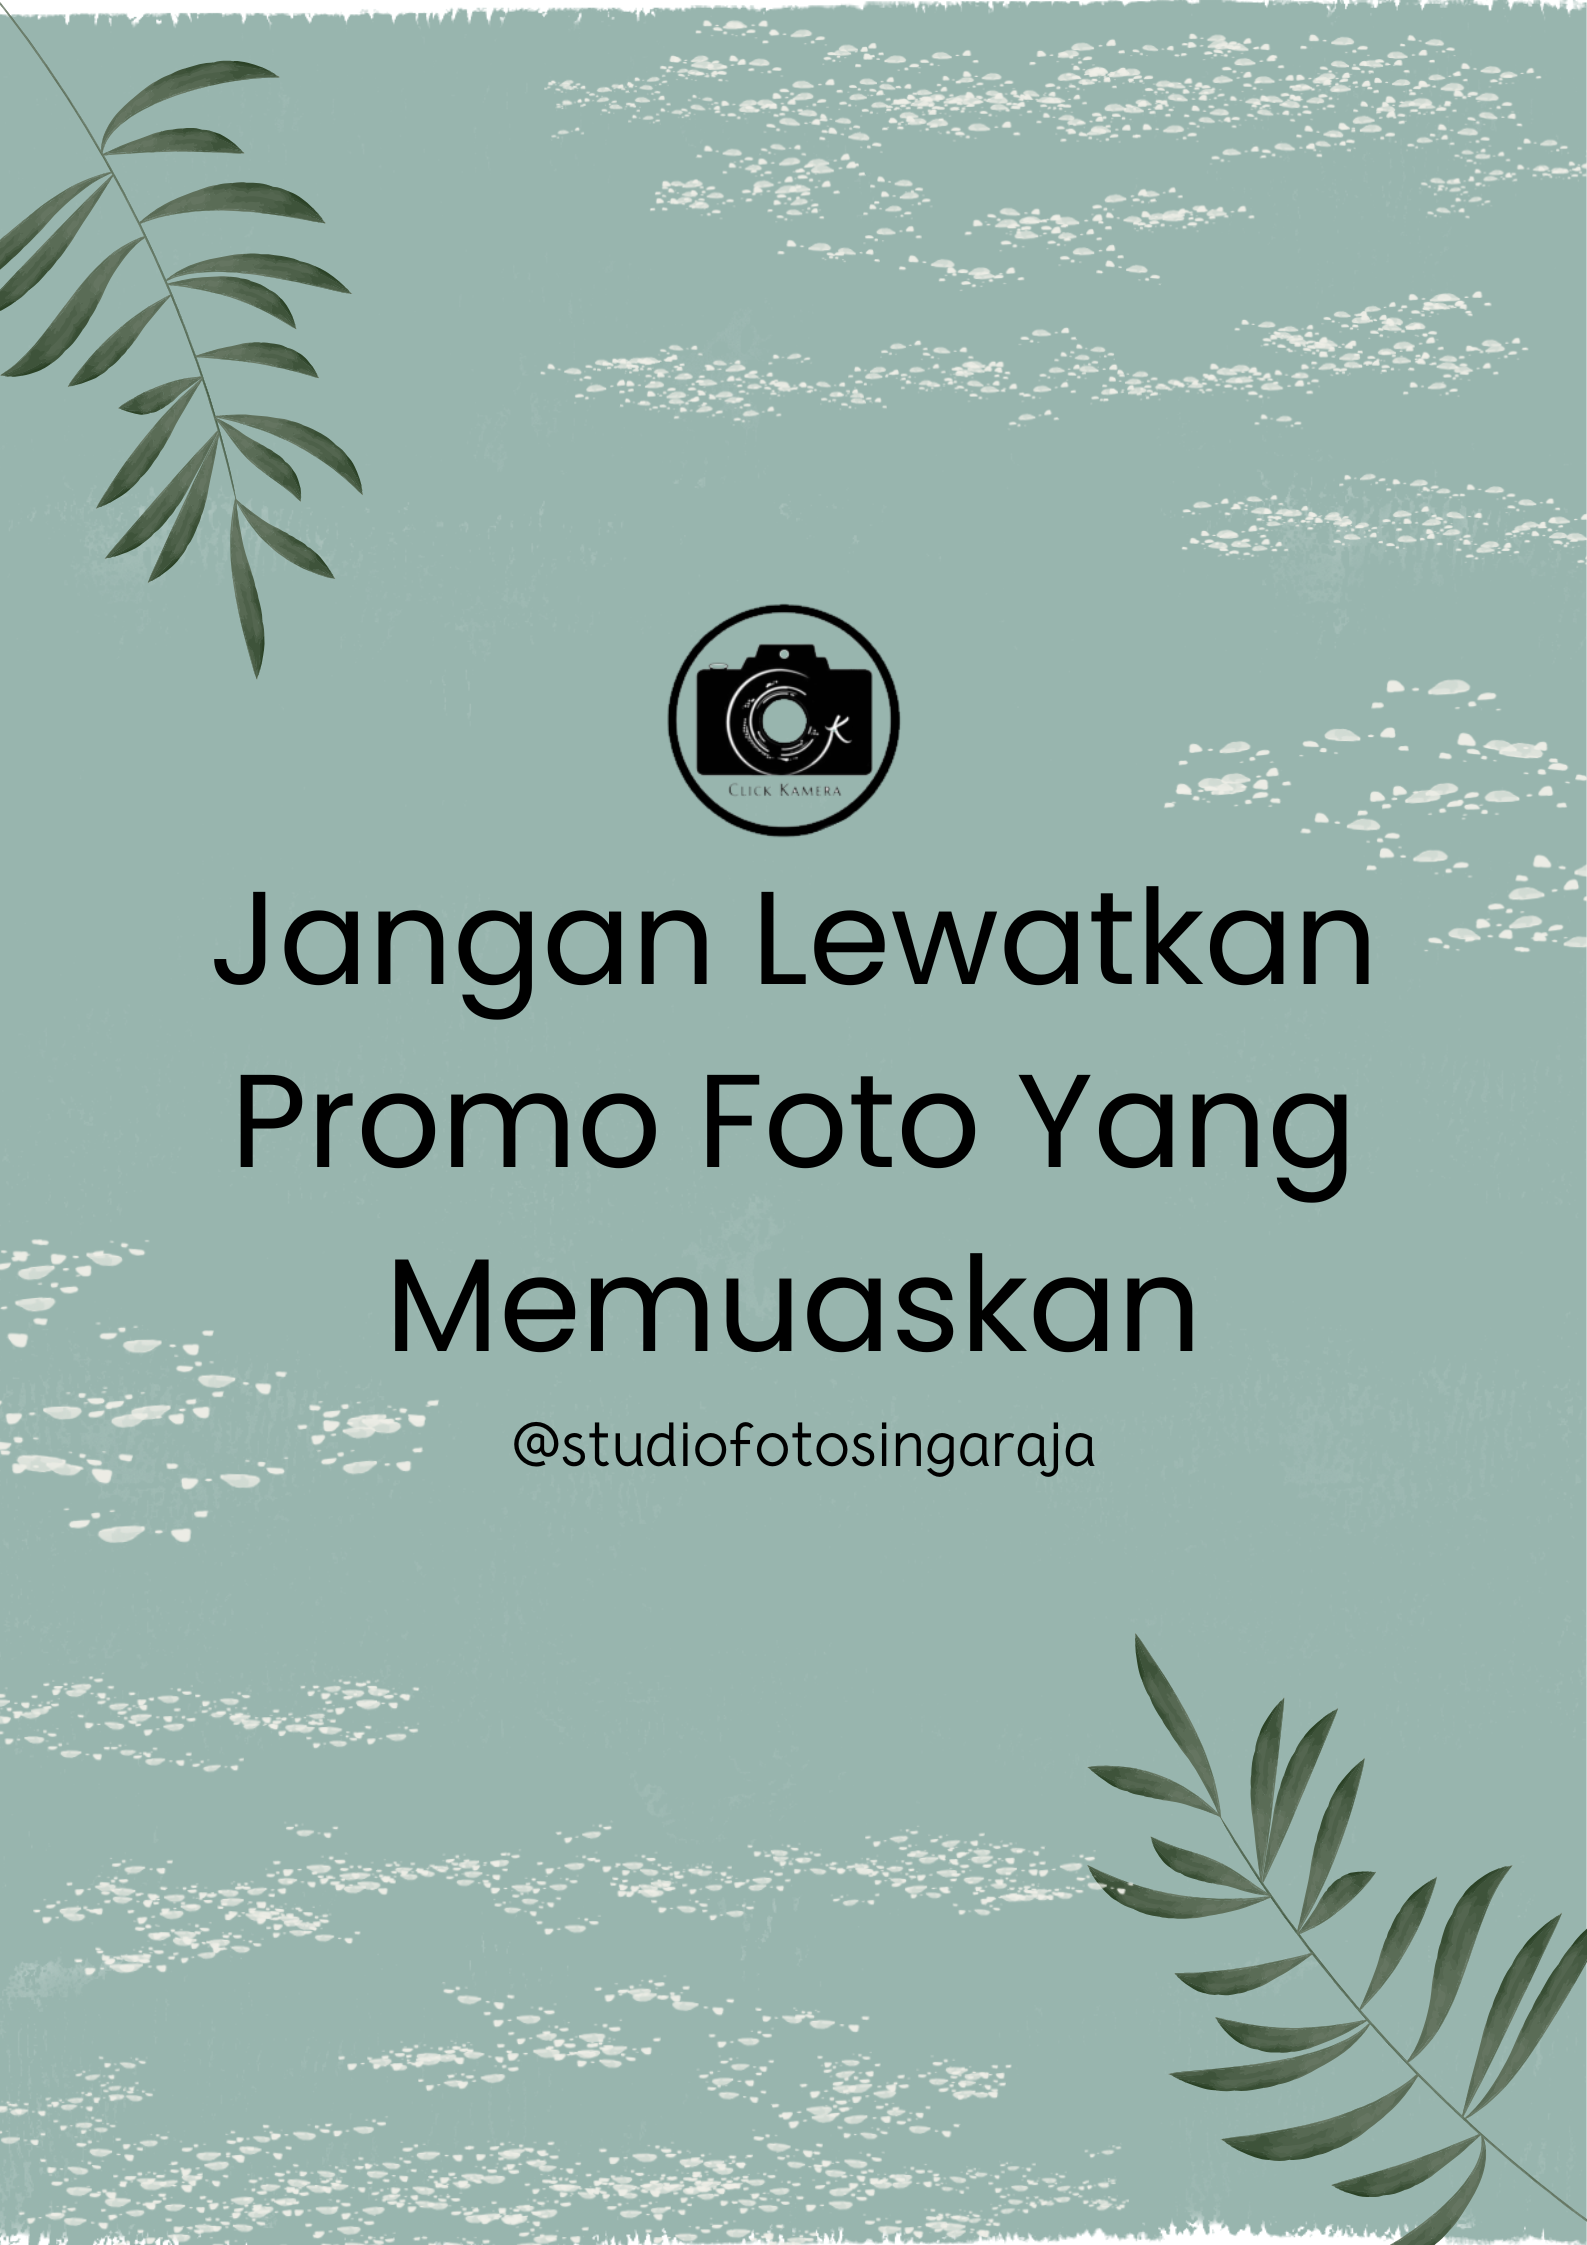 K
Click Kamera
Jangan Lewatkan
Promo Foto Yang
Memuaskan
@studiofotosingaraja